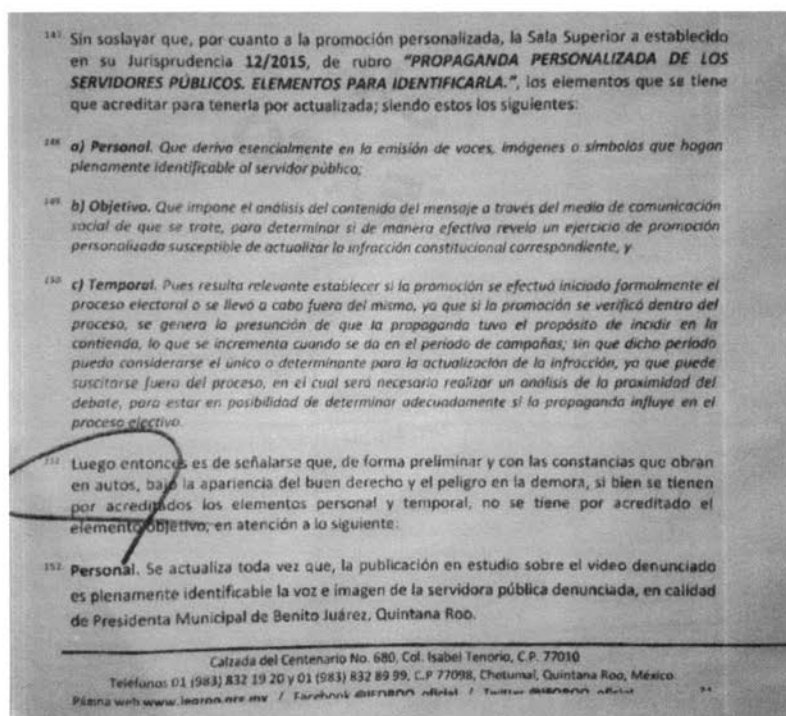 147. Sin soslayar que, por cuanto a la promoción personalizada, la Sala Superior a establecido
en su Jurisprudencia 12/2015, de rubro "PROPAGANDA PERSONALIZADA DE LOS
SERVIDORES PÚBLICOS. ELEMENTOS PARA IDENTIFICARLA.", los elementos que se tiene
que acreditar para tenerla por actualizada; siendo estos los siguientes:
148. a) Personal. Que deriva esencialmente en la emisión de voces, imágenes o símbolos que hagan
plenamente identificable al servidor público;
149. b) Objetivo. Que impone el análisis del contenido del mensaje a través del medio de comunicación
social de que se trate, para determinar si de manera efectiva revela un ejercicio de promoción
personalizada susceptible de actualizar la infracción constitucional correspondiente, y
150. c) Temporal. Pues resulta relevante establecer si la promoción se efectuó iniciado formalmente el
proceso electoral o se llevó a cabo fuera del mismo, ya que si la promoción se verificó dentro del
proceso, se genera la presunción de que la propaganda tuvo el propósito de incidir en la
contienda, lo que se incrementa cuando se da en el periodo de campañas; sin que dicho periodo
pueda considerarse el único o determinante para la actualización de la infracción, ya que puede
suscitarse fuera del proceso, en el cual será necesario realizar un análisis de la proximidad del
debate, para estar en posibilidad de determinar adecuadamente si la propaganda influye en el
proceso electivo.
Luego entonces es de señalarse que, de forma preliminar y con las constancias que obran
en autos, bajo la apariencia del buen derecho y el peligro en la demora, si bien se tienen
por acreditados los elementos personal y temporal, no se tiene por acreditado el
elemento objetivo, en atención a lo siguiente:
152. Personal. Se actualiza toda vez que, la publicación en estudio sobre el video denunciado
es plenamente identificable la voz e imagen de la servidora pública denunciada, en calidad
de Presidenta Municipal de Benito Juárez, Quintana Roo.
Calzada del Centenario No. 680, Col. Isabel Tenorio, C.P. 77010
Teléfonos 01 (983) 832 19 20 y 01 (983) 832 89 99, C.P 77098, Chetumal, Quintana Roo, México
Página web www.ieqroo.org.mx / Facebook @IEQROO_oficial / Twitter @IEQROO_oficial